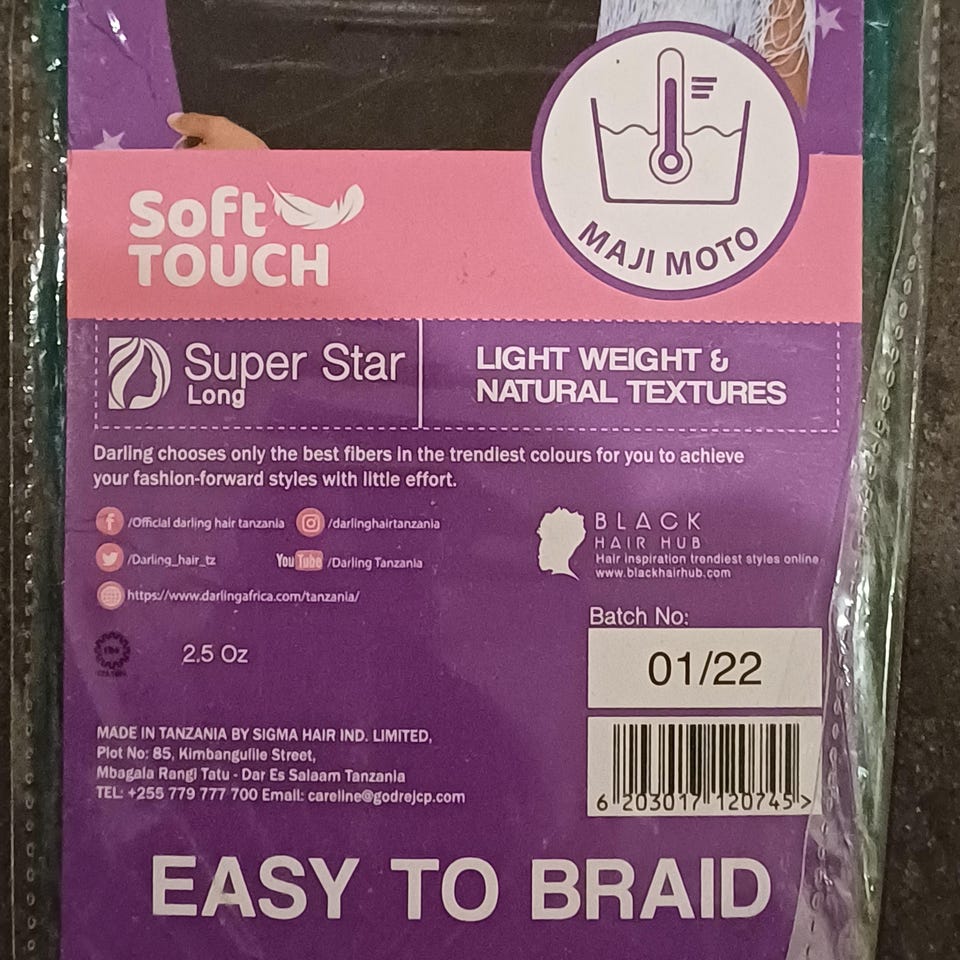 MAJI MOTO
Soft
TOUCH
Super Star
Long
LIGHT WEIGHT &
NATURAL TEXTURES
Darling chooses only the best fibers in the trendiest colours for you to achieve
your fashion-forward styles with little effort.
/Official darling hair tanzania
/darlinghairtanzania
/Darling_hair_tz
You Tube /Darling Tanzania
https://www.darlingafrica.com/tanzania/
BLACK
HAIR HUB
Hair inspiration trendiest styles online
www.blackhairhub.com
2.5 Oz
Batch No:
01/22
MADE IN TANZANIA BY SIGMA HAIR IND. LIMITED,
Plot No: 85, Kimbangulile Street,
Mbagala Rangi Tatu - Dar Es Salaam Tanzania
TEL: +255 779 777 700 Email: careline@godrejcp.com
6 203017 120745 >
EASY TO BRAID